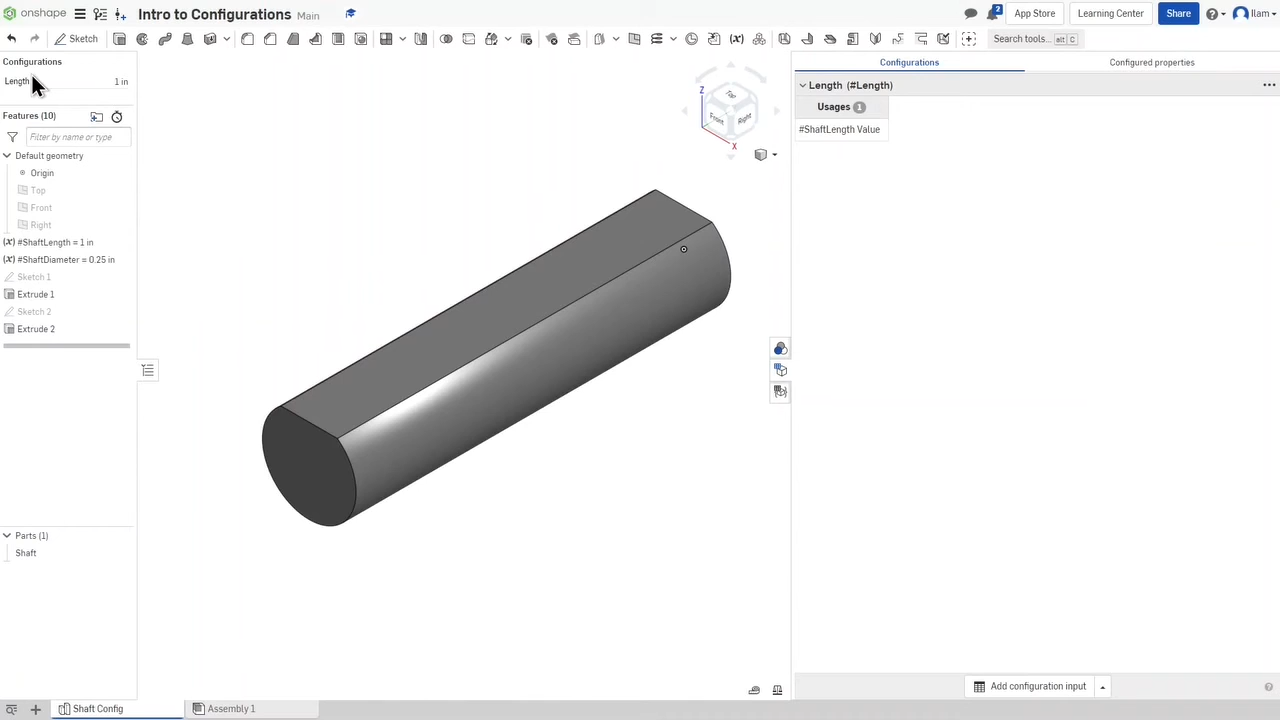 onshape Intro to Configurations Main 2 App Store Learning Center Share llam
Sketch Search tools... alt C
Configurations
Length 1 in
Features (10)
Filter by name or type
Default geometry
Origin
Top
Front
Right
(x) #ShaftLength = 1 in
(x) #ShaftDiameter = 0.25 in
Sketch 1
Extrude 1
Sketch 2
Extrude 2
Parts (1)
Shaft
Z
Top
Front
Right
X
Configurations Configured properties
Length (#Length)
Usages 1
#ShaftLength Value
Add configuration input
Shaft Config Assembly 1